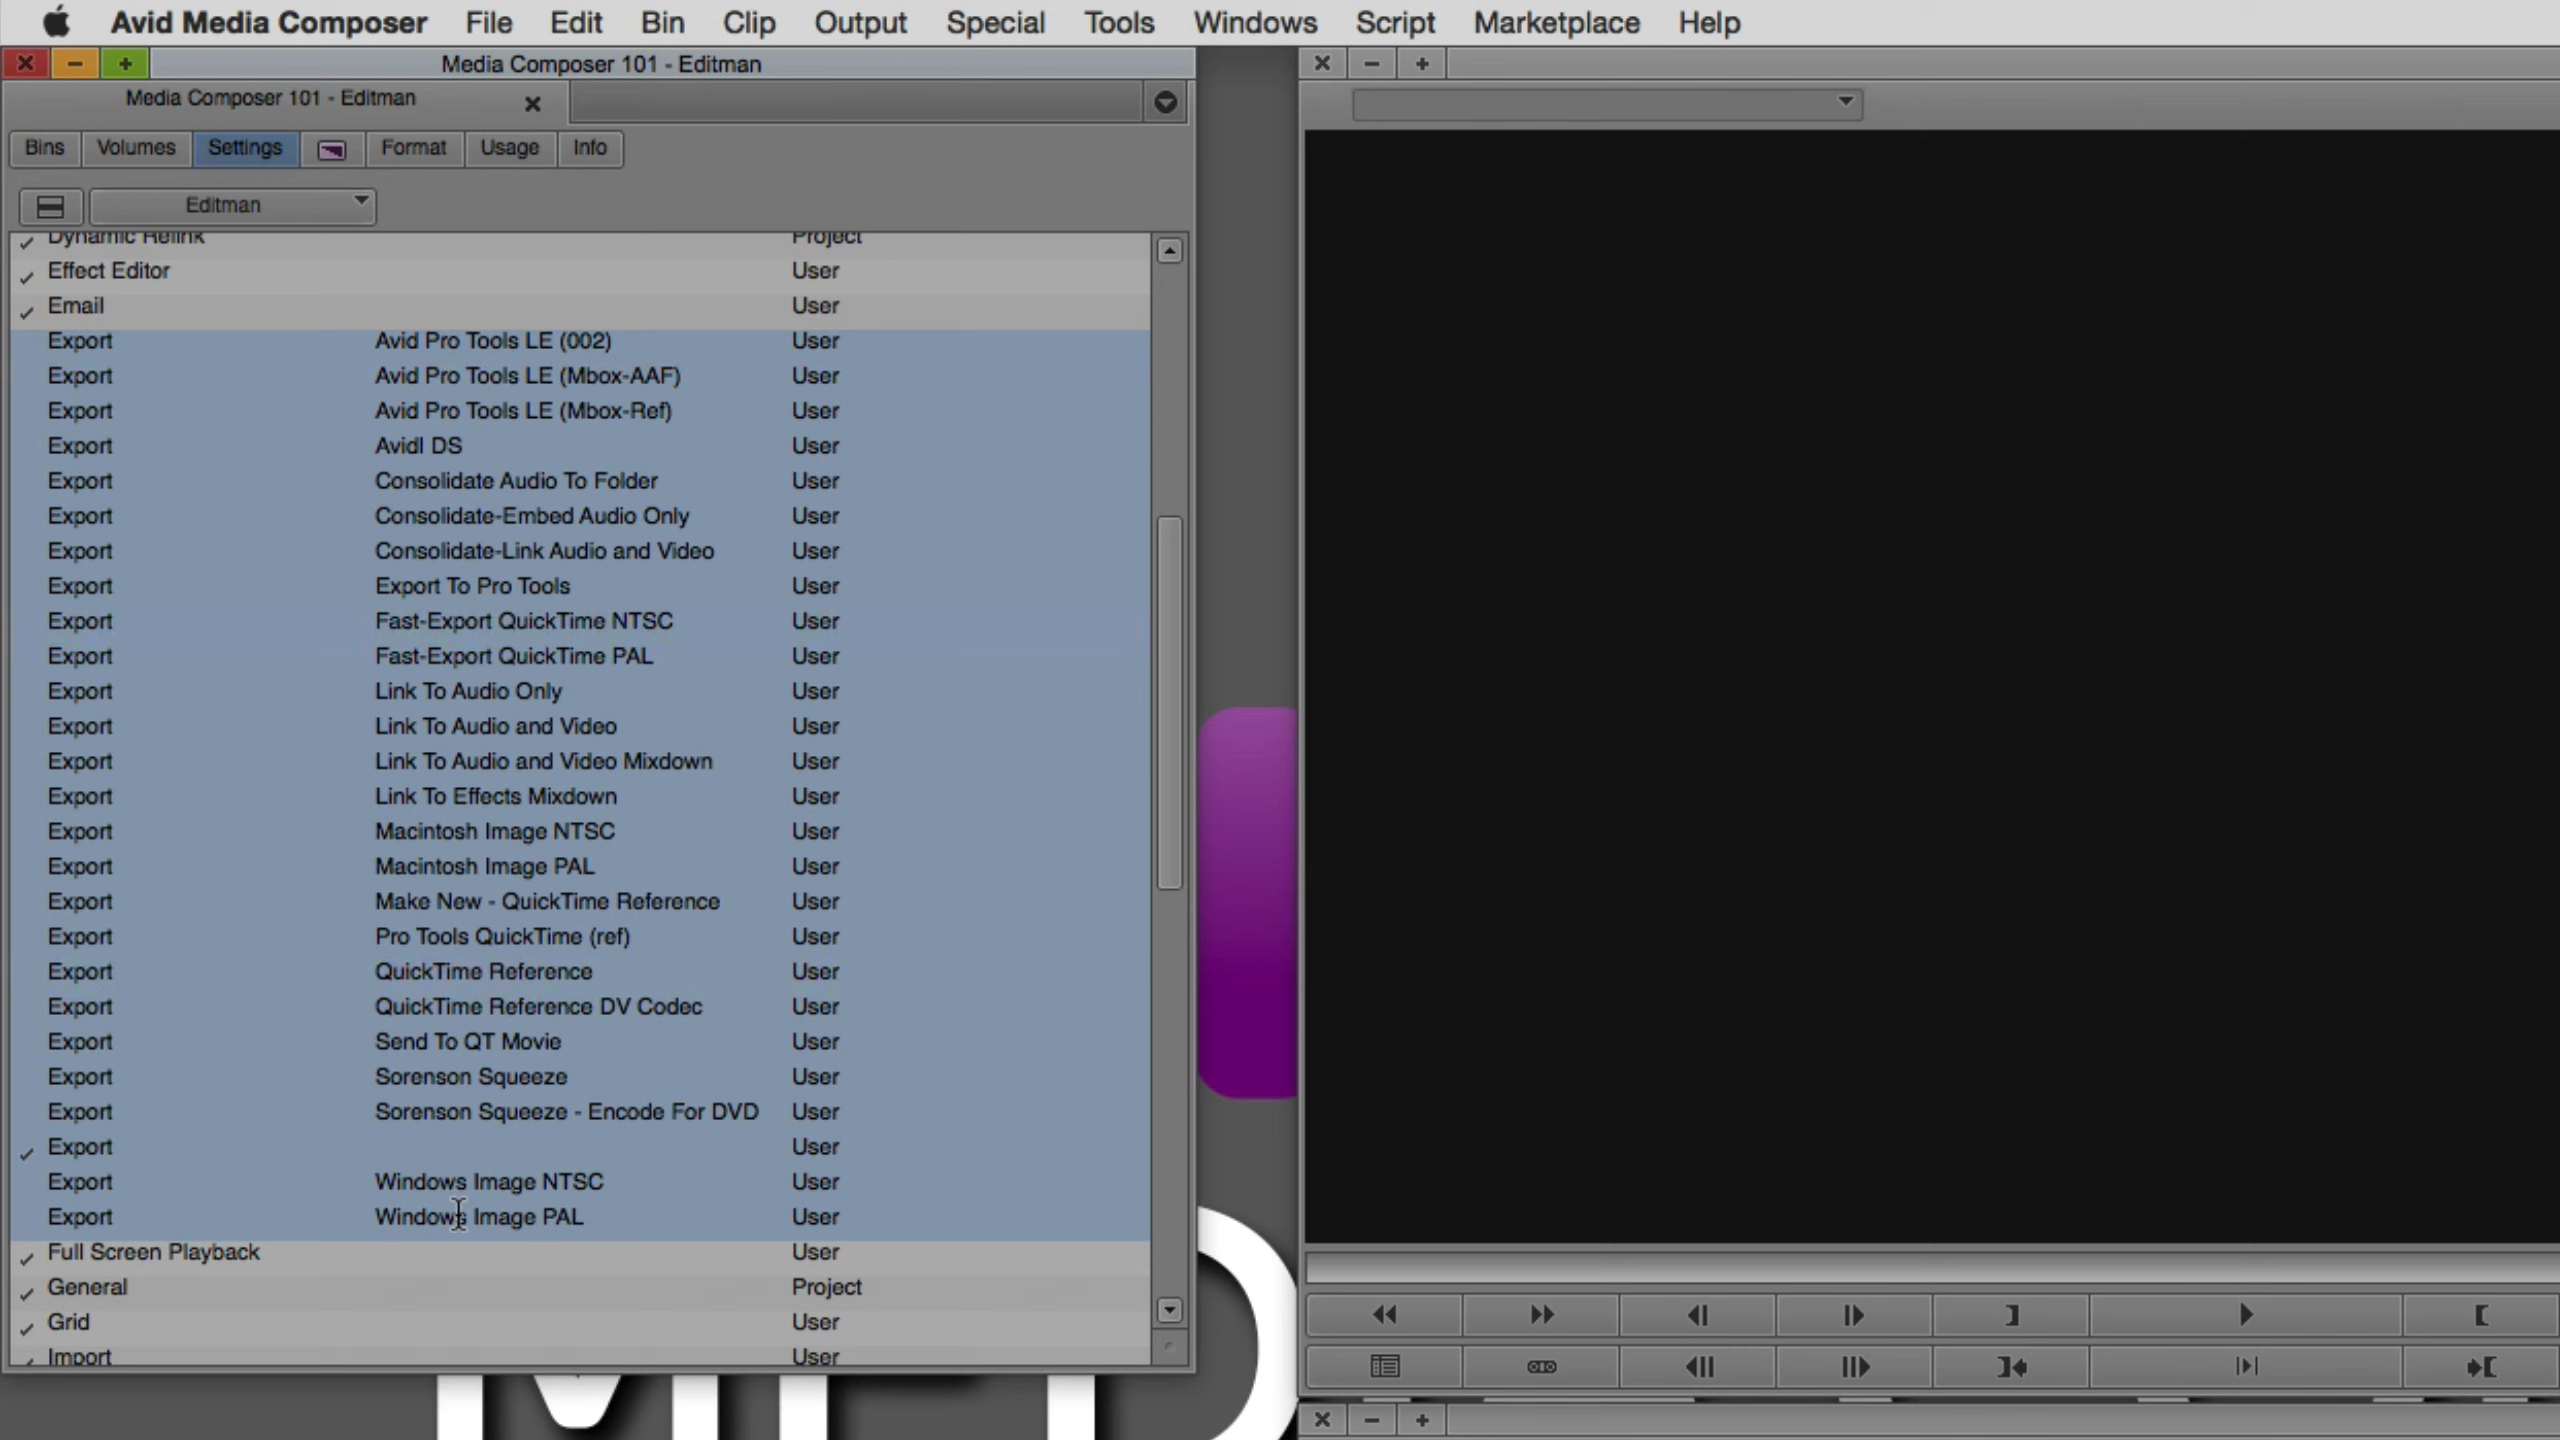 Avid Media Composer File Edit Bin Clip Output Special Tools Windows Script Marketplace Help
Media Composer 101 - Editman
Media Composer 101 - Editman
Bins Volumes Settings Format Usage Info
Editman
Dynamic Relink Project
Effect Editor User
Email User
Export Avid Pro Tools LE (002) User
Export Avid Pro Tools LE (Mbox-AAF) User
Export Avid Pro Tools LE (Mbox-Ref) User
Export Avidl DS User
Export Consolidate Audio To Folder User
Export Consolidate-Embed Audio Only User
Export Consolidate-Link Audio and Video User
Export Export To Pro Tools User
Export Fast-Export QuickTime NTSC User
Export Fast-Export QuickTime PAL User
Export Link To Audio Only User
Export Link To Audio and Video User
Export Link To Audio and Video Mixdown User
Export Link To Effects Mixdown User
Export Macintosh Image NTSC User
Export Macintosh Image PAL User
Export Make New - QuickTime Reference User
Export Pro Tools QuickTime (ref) User
Export QuickTime Reference User
Export QuickTime Reference DV Codec User
Export Send To QT Movie User
Export Sorenson Squeeze User
Export Sorenson Squeeze - Encode For DVD User
Export User
Export Windows Image NTSC User
Export Windows Image PAL User
Full Screen Playback User
General Project
Grid User
Import User